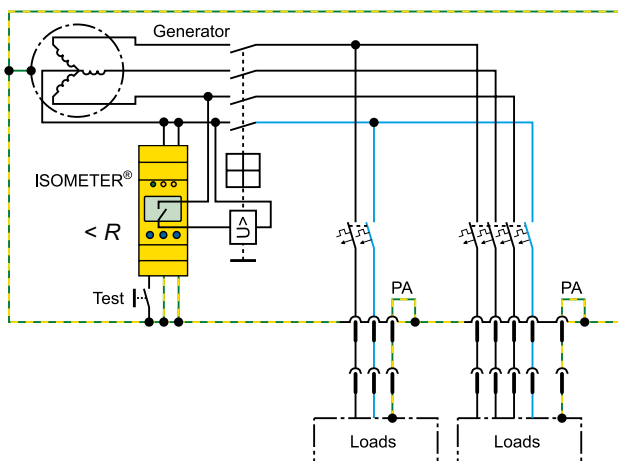 Generator
ISOMETER®
< R
U>
Test
PA
PA
Loads
Loads